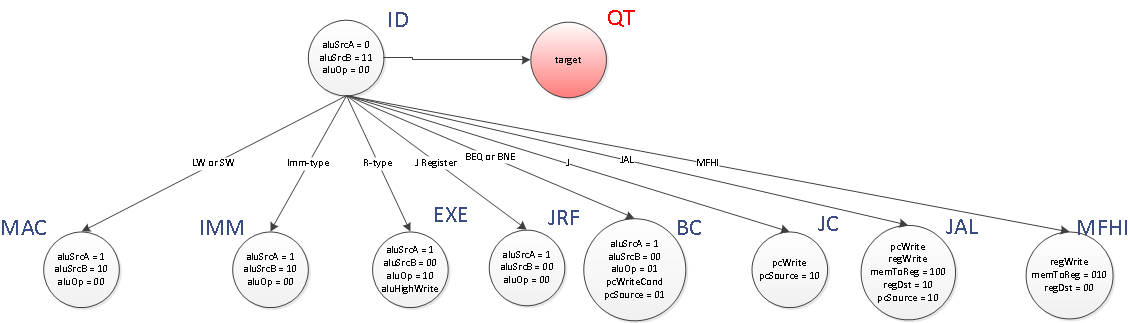 ID
QT
aluSrcA = 0
aluSrcB = 11
aluOp = 00
target
LW or SW
Imm-type
R-type
J Register
BEQ or BNE
J
JAL
MFHI
MAC
IMM
EXE
JRF
BC
JC
JAL
MFHI
aluSrcA = 1
aluSrcB = 10
aluOp = 00
aluSrcA = 1
aluSrcB = 10
aluOp = 00
aluSrcA = 1
aluSrcB = 00
aluOp = 10
aluHighWrite
aluSrcA = 1
aluSrcB = 00
aluOp = 00
aluSrcA = 1
aluSrcB = 00
aluOp = 01
pcWriteCond
pcSource = 01
pcWrite
pcSource = 10
pcWrite
regWrite
memToReg = 100
regDst = 10
pcSource = 10
regWrite
memToReg = 010
regDst = 00